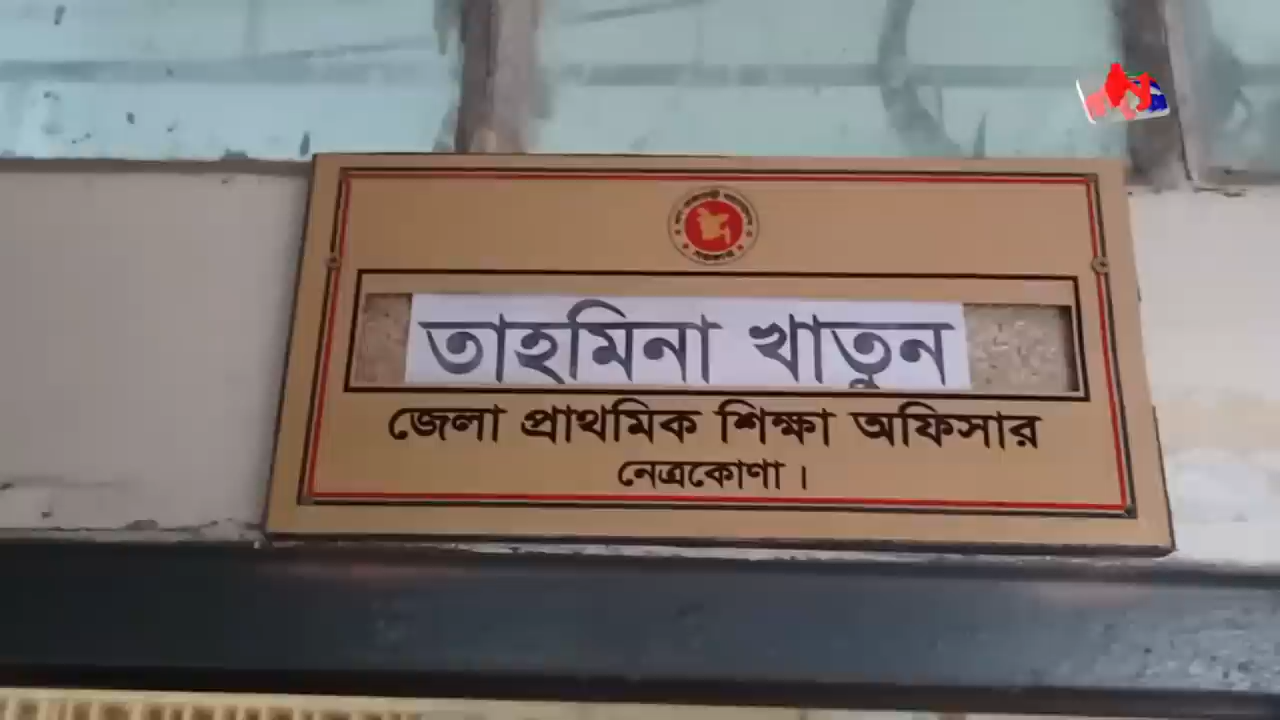 তাহমিনা খাতুন
জেলা প্রাথমিক শিক্ষা অফিসার
নেত্রকোণা।